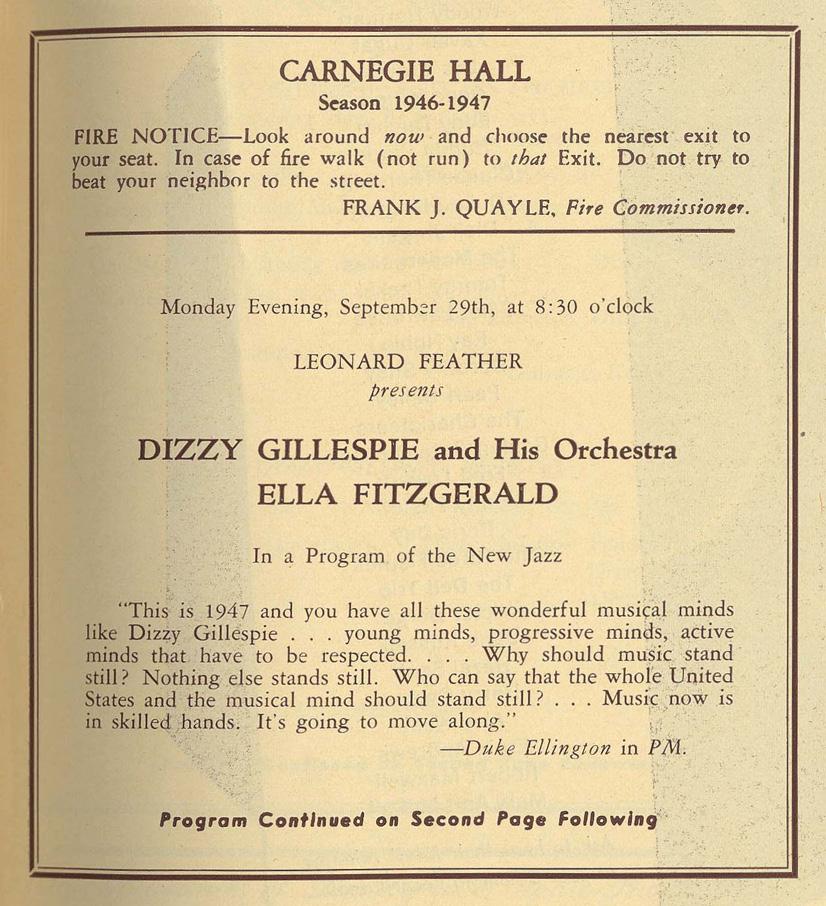 CARNEGIE HALL
Season 1946-1947
FIRE NOTICE—Look around now and choose the nearest exit to
your seat. In case of fire walk (not run) to that Exit. Do not try to
beat your neighbor to the street.
FRANK J. QUAYLE, Fire Commissioner.
Monday Evening, September 29th, at 8:30 o'clock
LEONARD FEATHER
presents
DIZZY GILLESPIE and His Orchestra
ELLA FITZGERALD
In a Program of the New Jazz
"This is 1947 and you have all these wonderful musical minds
like Dizzy Gillespie . . . young minds, progressive minds, active
minds that have to be respected. . . . Why should music stand
still? Nothing else stands still. Who can say that the whole United
States and the musical mind should stand still? . . . Music now is
in skilled hands. It's going to move along."
—Duke Ellington in PM.
Program Continued on Second Page Following